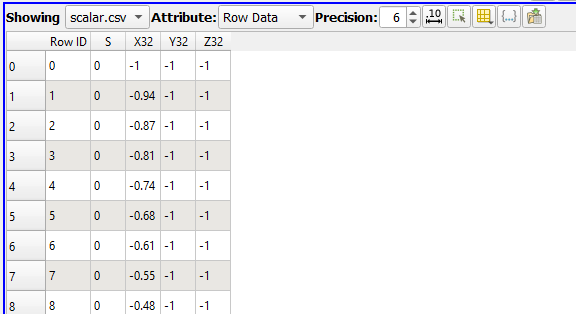 Showing scalar.csv Attribute: Row Data Precision: 6 .10 {...}
Row ID S X32 Y32 Z32
0 0 0 -1 -1 -1
1 1 0 -0.94 -1 -1
2 2 0 -0.87 -1 -1
3 3 0 -0.81 -1 -1
4 4 0 -0.74 -1 -1
5 5 0 -0.68 -1 -1
6 6 0 -0.61 -1 -1
7 7 0 -0.55 -1 -1
8 8 0 -0.48 -1 -1